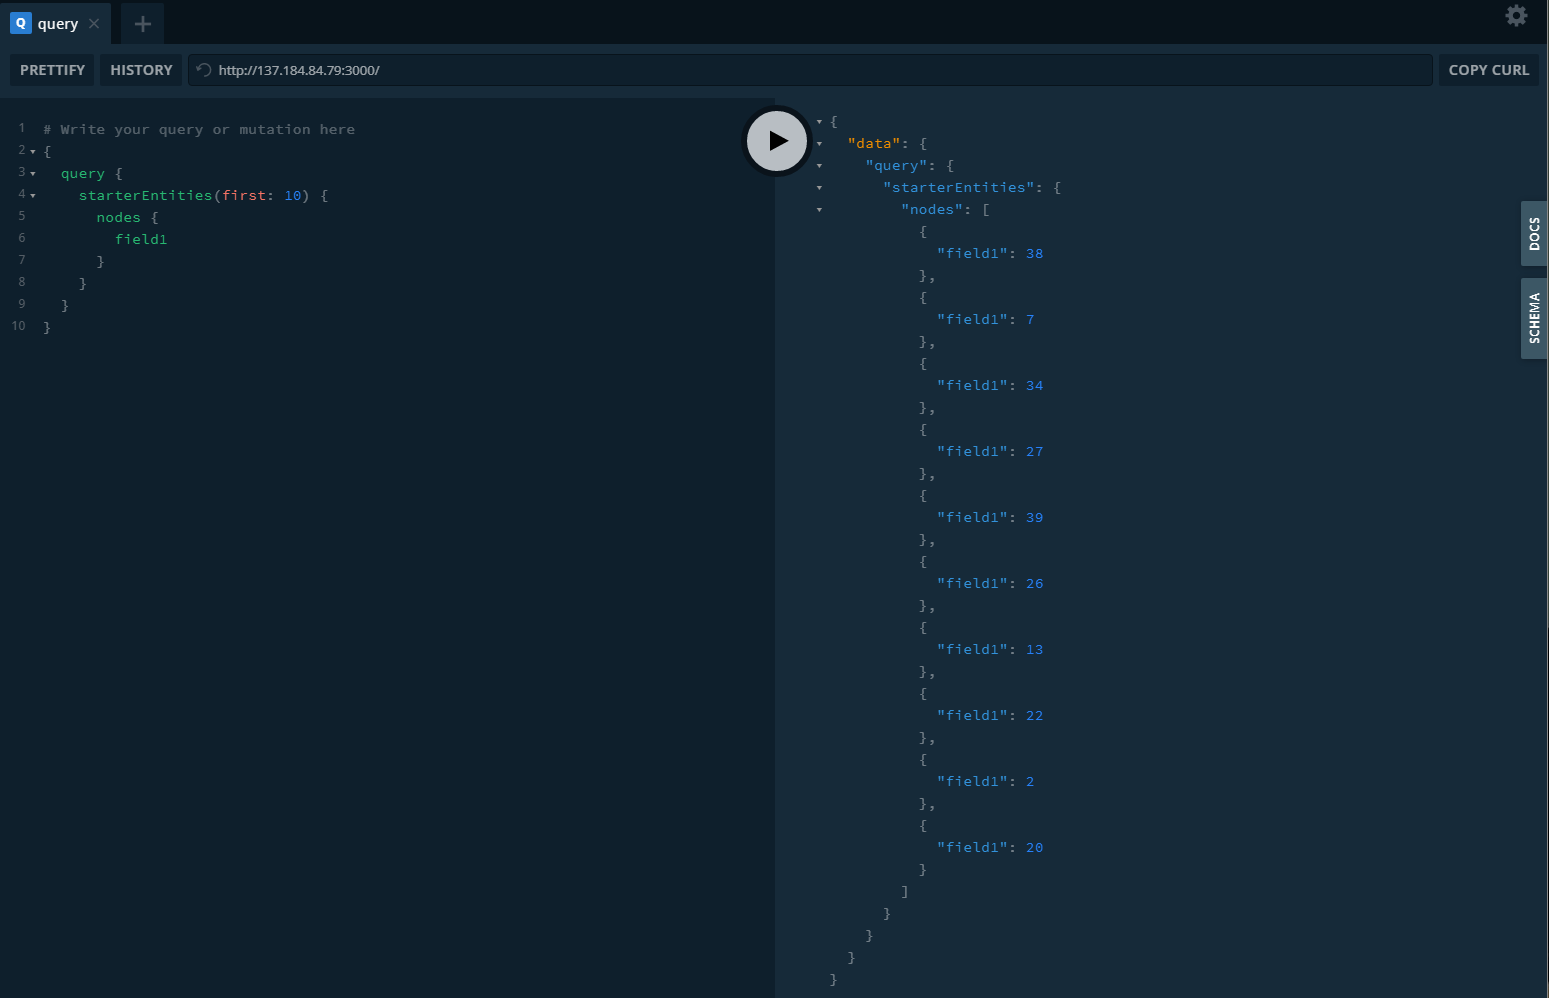 Q query
PRETTIFY HISTORY http://137.184.84.79:3000/ COPY CURL
1 # Write your query or mutation here
2 {
3 query {
4 starterEntities(first: 10) {
5 nodes {
6 field1
7 }
8 }
9 }
10 }
{
"data": {
"query": {
"starterEntities": {
"nodes": [
{
"field1": 38
},
{
"field1": 7
},
{
"field1": 34
},
{
"field1": 27
},
{
"field1": 39
},
{
"field1": 26
},
{
"field1": 13
},
{
"field1": 22
},
{
"field1": 2
},
{
"field1": 20
}
]
}
}
}
}
DOCS
SCHEMA